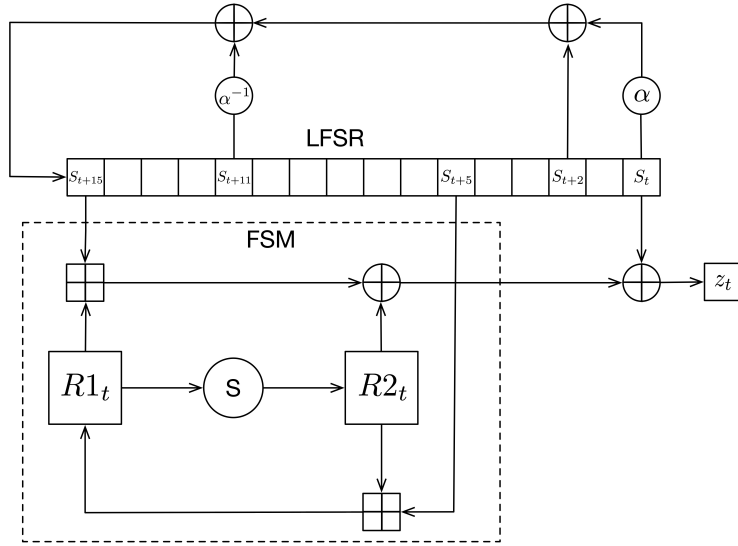 α⁻¹
α
LFSR
S_{t+15} S_{t+11} S_{t+5} S_{t+2} S_t
FSM
z_t
R1_t S R2_t